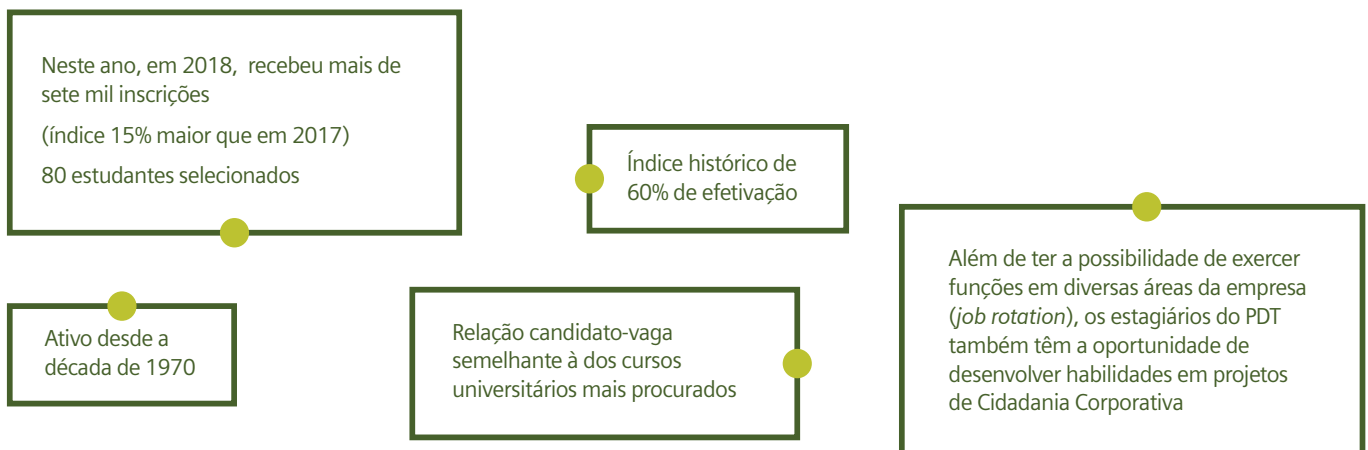 Neste ano, em 2018, recebeu mais de
sete mil inscrições
(índice 15% maior que em 2017)
80 estudantes selecionados
Índice histórico de
60% de efetivação
Ativo desde a
década de 1970
Relação candidato-vaga
semelhante à dos cursos
universitários mais procurados
Além de ter a possibilidade de exercer
funções em diversas áreas da empresa
(job rotation), os estagiários do PDT
também têm a oportunidade de
desenvolver habilidades em projetos
de Cidadania Corporativa